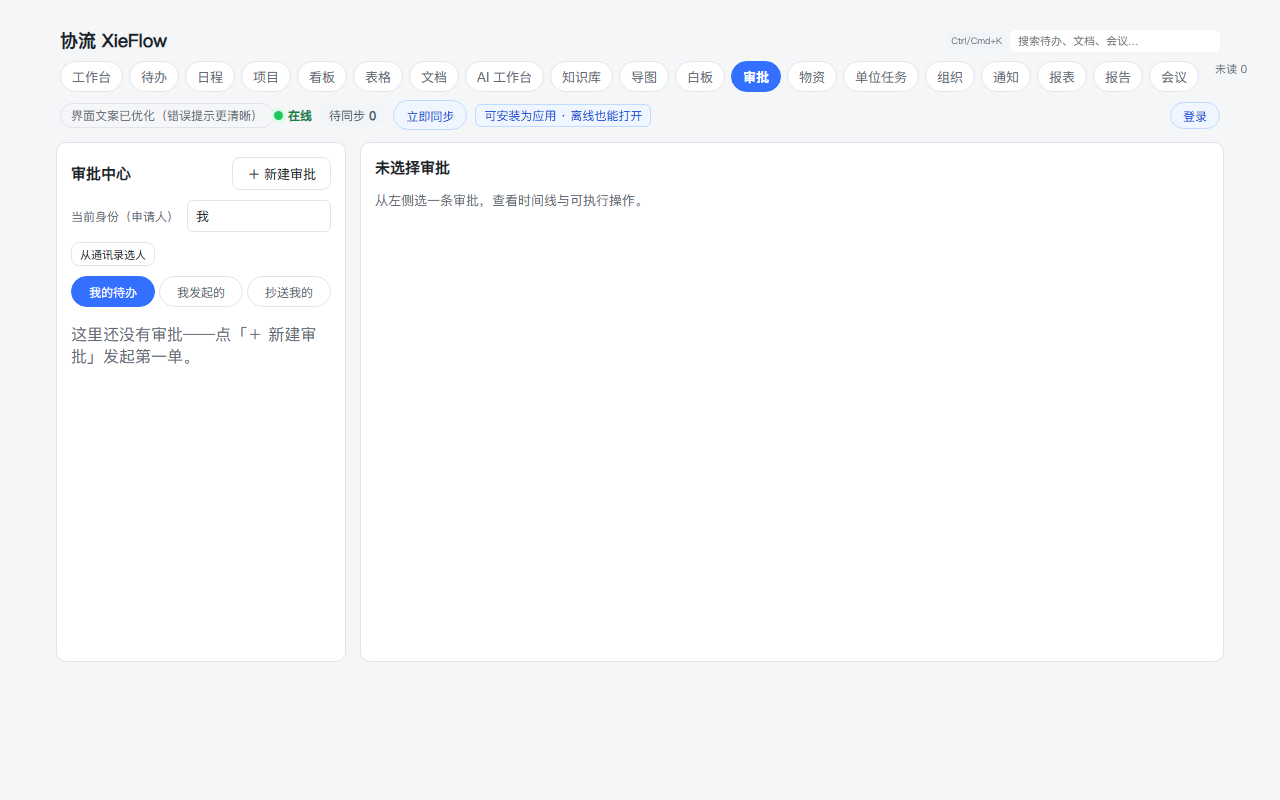 协流 XieFlow
Ctrl/Cmd+K 搜索待办、文档、会议…
工作台 待办 日程 项目 看板 表格 文档 AI 工作台 知识库 导图 白板 审批 物资 单位任务 组织 通知 报表 报告 会议 未读 0
界面文案已优化（错误提示更清晰） 在线 待同步 0 立即同步 可安装为应用 · 离线也能打开 登录
审批中心 ＋ 新建审批
当前身份（申请人） 我
从通讯录选人
我的待办 我发起的 抄送我的
这里还没有审批——点「＋ 新建审
批」发起第一单。
未选择审批
从左侧选一条审批，查看时间线与可执行操作。